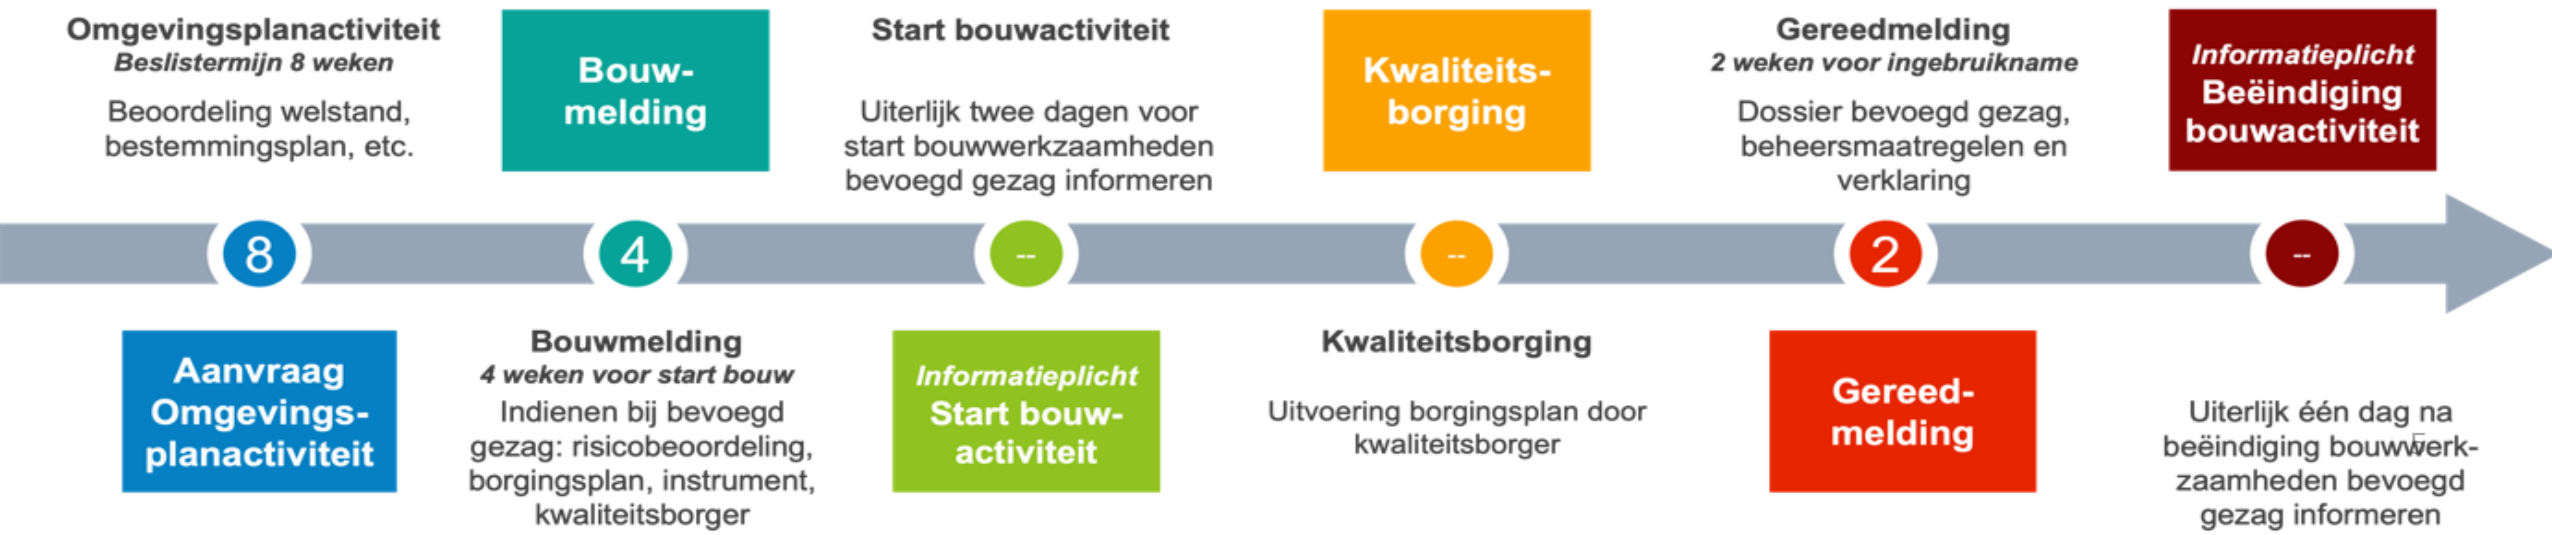 Omgevingsplanactiviteit
Beslistermijn 8 weken
Beoordeling welstand,
bestemmingsplan, etc.
8
Aanvraag
Omgevings-
planactiviteit
Bouw-
melding
4
Bouwmelding
4 weken voor start bouw
Indienen bij bevoegd
gezag: risicobeoordeling,
borgingsplan, instrument,
kwaliteitsborger
Start bouwactiviteit
Uiterlijk twee dagen voor
start bouwwerkzaamheden
bevoegd gezag informeren
--
Informatieplicht
Start bouw-
activiteit
Kwaliteits-
borging
--
Kwaliteitsborging
Uitvoering borgingsplan door
kwaliteitsborger
Gereedmelding
2 weken voor ingebruikname
Dossier bevoegd gezag,
beheersmaatregelen en
verklaring
2
Gereed-
melding
Informatieplicht
Beëindiging
bouwactiviteit
--
Uiterlijk één dag na
beëindiging bouwwerk-
zaamheden bevoegd
gezag informeren